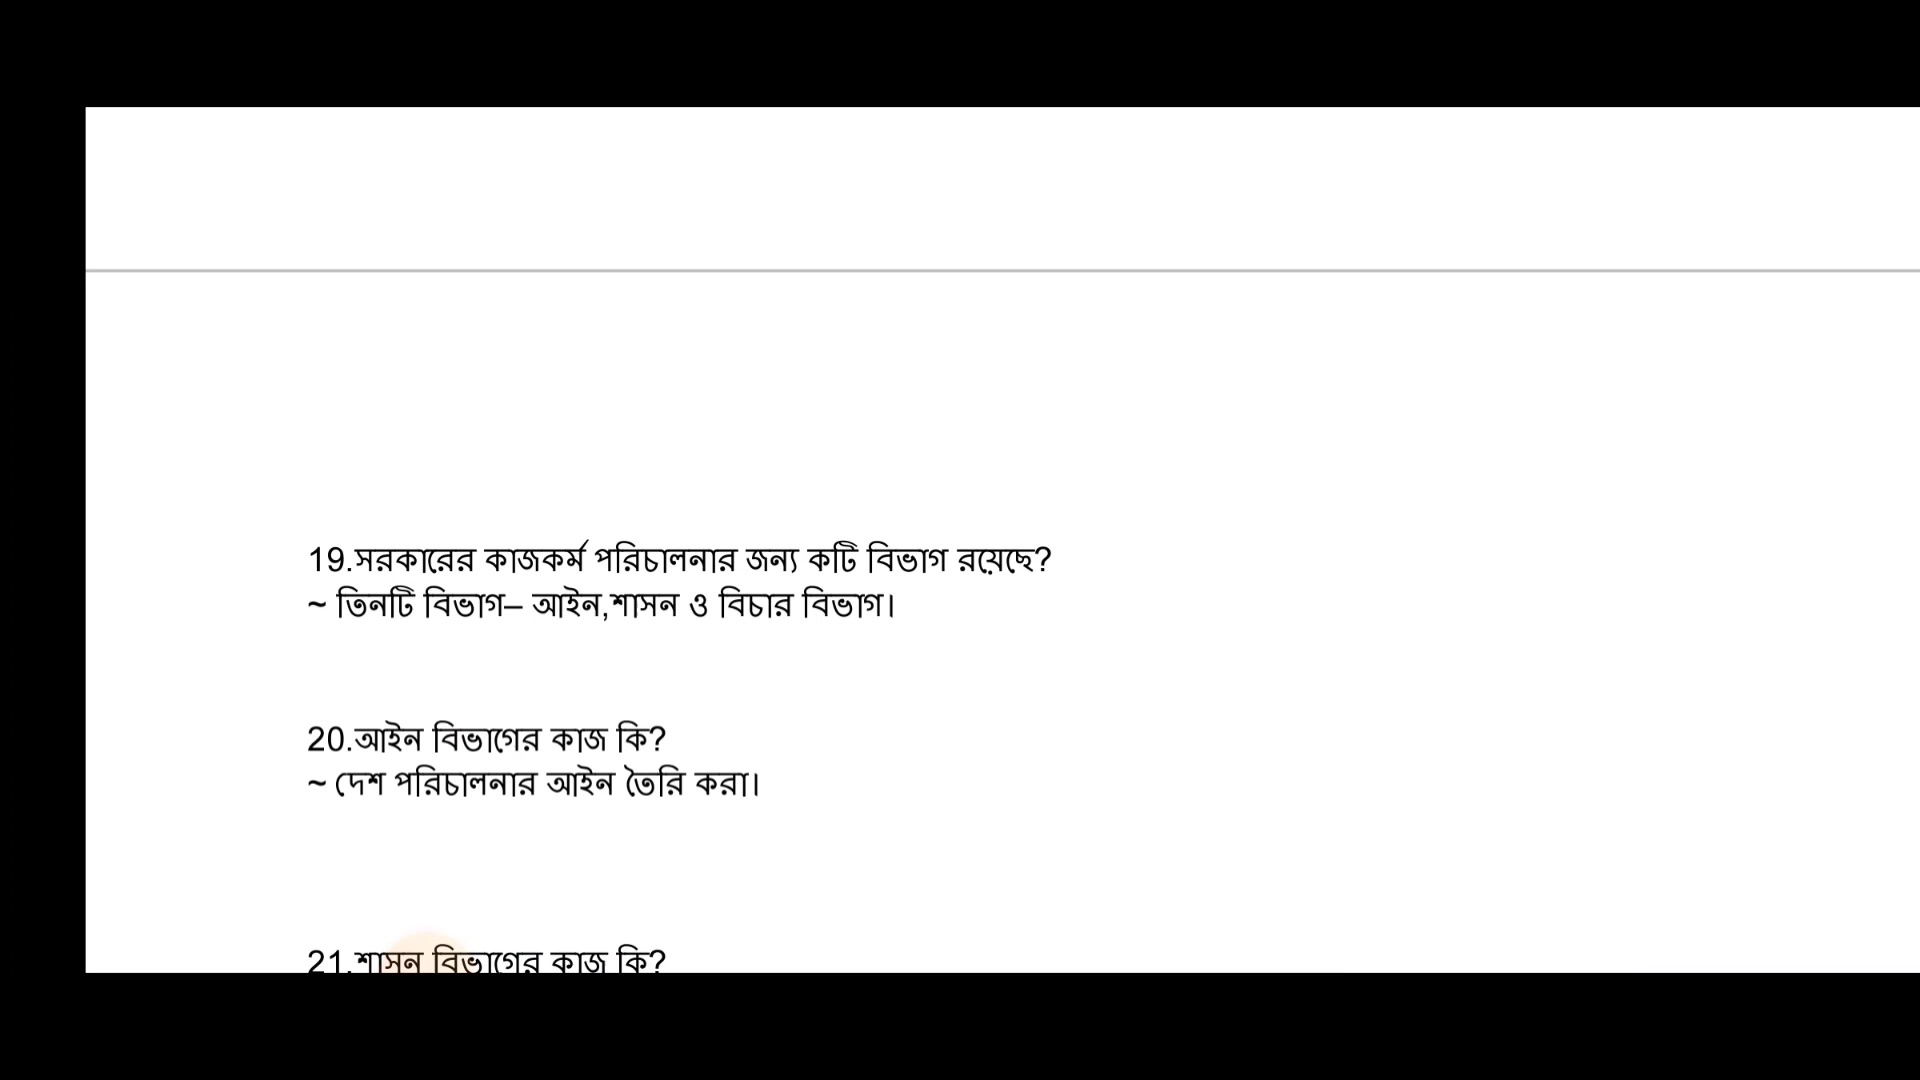 19.সরকারের কাজকর্ম পরিচালনার জন্য কটি বিভাগ রয়েছে?
~ তিনটি বিভাগ– আইন,শাসন ও বিচার বিভাগ।
20.আইন বিভাগের কাজ কি?
~ দেশ পরিচালনার আইন তৈরি করা।
21.শাসন বিভাগের কাজ কি?